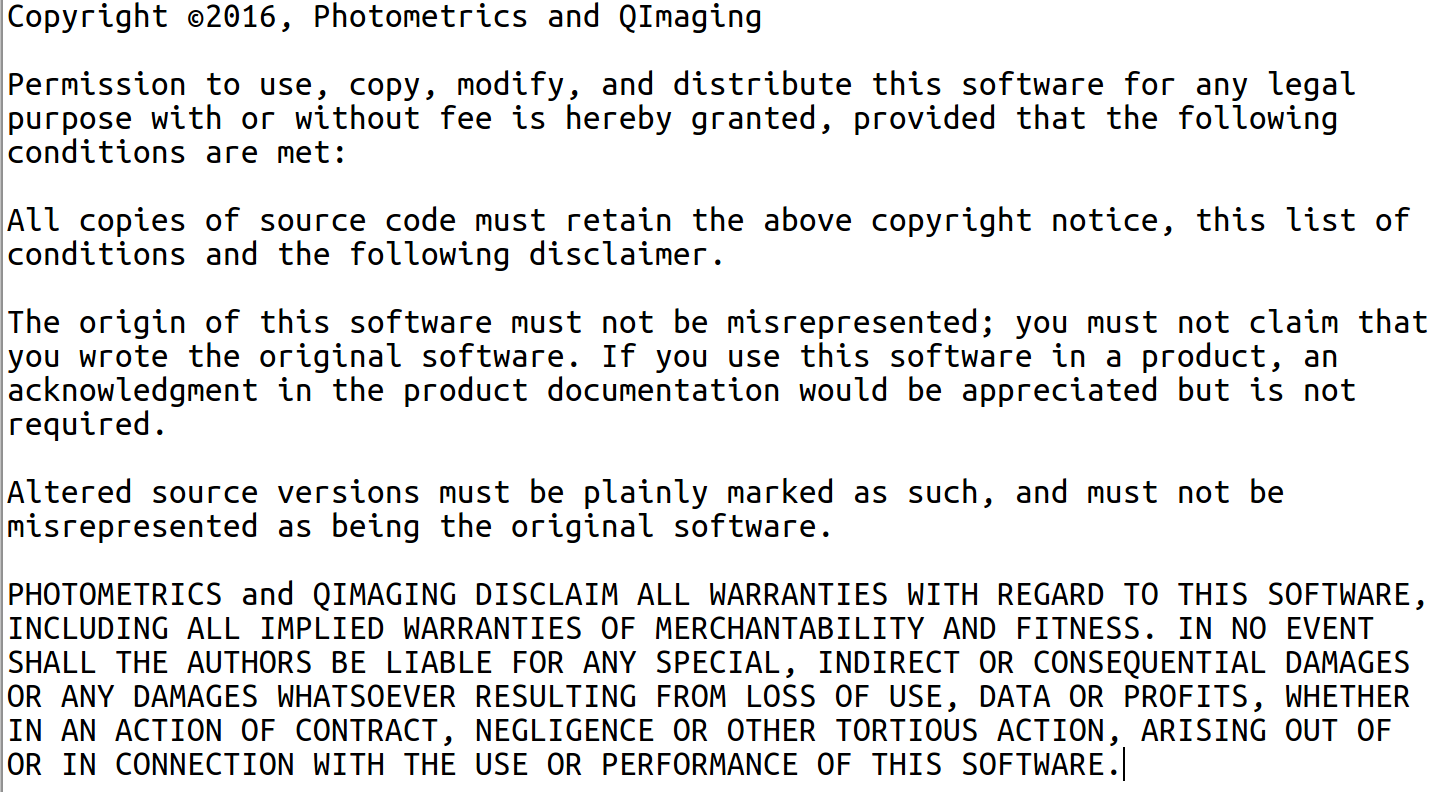 Copyright ©2016, Photometrics and QImaging
Permission to use, copy, modify, and distribute this software for any legal
purpose with or without fee is hereby granted, provided that the following
conditions are met:
All copies of source code must retain the above copyright notice, this list of
conditions and the following disclaimer.
The origin of this software must not be misrepresented; you must not claim that
you wrote the original software. If you use this software in a product, an
acknowledgment in the product documentation would be appreciated but is not
required.
Altered source versions must be plainly marked as such, and must not be
misrepresented as being the original software.
PHOTOMETRICS and QIMAGING DISCLAIM ALL WARRANTIES WITH REGARD TO THIS SOFTWARE,
INCLUDING ALL IMPLIED WARRANTIES OF MERCHANTABILITY AND FITNESS. IN NO EVENT
SHALL THE AUTHORS BE LIABLE FOR ANY SPECIAL, INDIRECT OR CONSEQUENTIAL DAMAGES
OR ANY DAMAGES WHATSOEVER RESULTING FROM LOSS OF USE, DATA OR PROFITS, WHETHER
IN AN ACTION OF CONTRACT, NEGLIGENCE OR OTHER TORTIOUS ACTION, ARISING OUT OF
OR IN CONNECTION WITH THE USE OR PERFORMANCE OF THIS SOFTWARE.